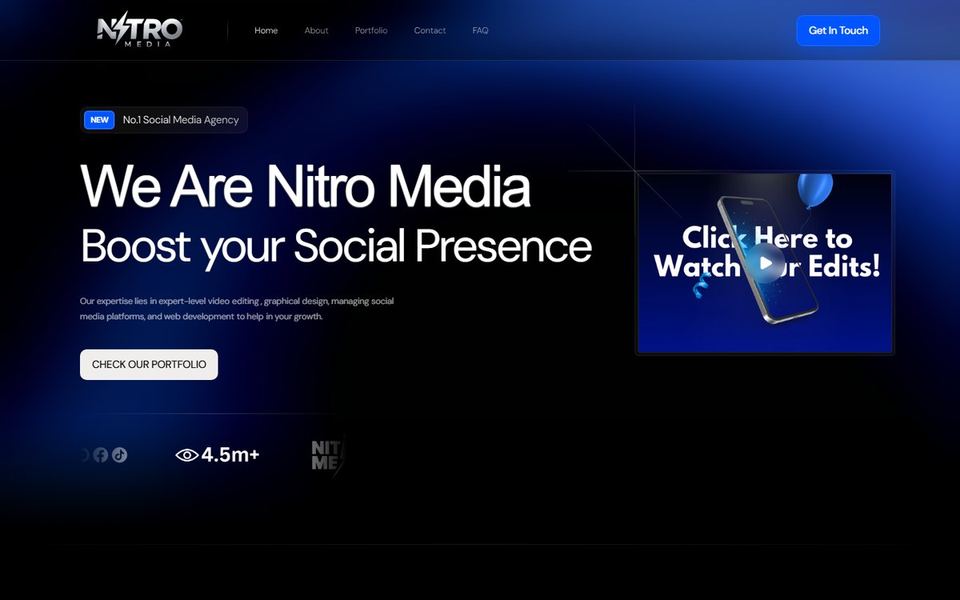 NITRO
MEDIA
Home
About
Portfolio
Contact
FAQ
Get In Touch
NEW
No.1 Social Media Agency
We Are Nitro Media
Boost your Social Presence
Our expertise lies in expert-level video editing , graphical design, managing social
media platforms, and web development to help in your growth.
CHECK OUR PORTFOLIO
Click Here to
Watch Edits!
4.5m+
NIT
ME